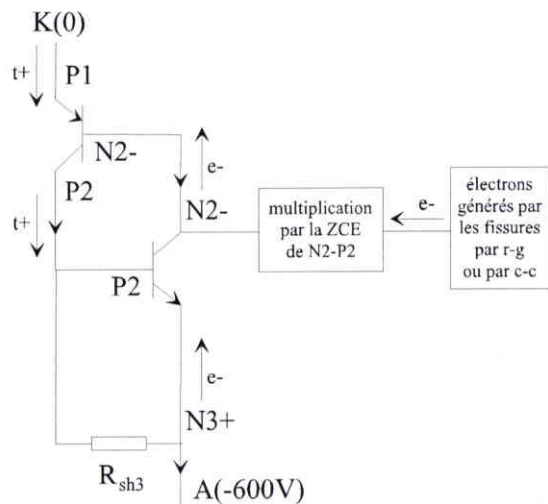 K(0)
t+
P1
N2-
e-
P2
t+
N2-
multiplication
par la ZCE
de N2-P2
e-
électrons
générés par
les fissures
par r-g
ou par c-c
P2
e-
N3+
Rsh3
A(-600V)